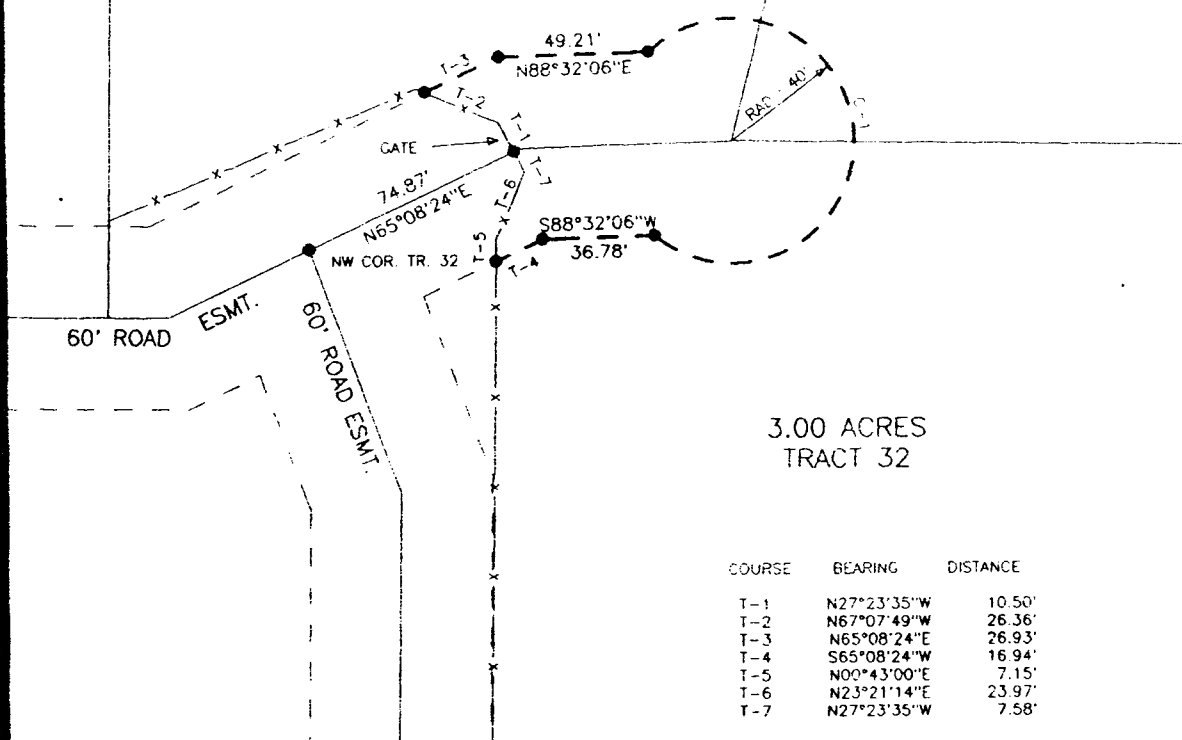 49.21'
N88°32'06"E
T-3
T-2
T-1
RAD 40'
C-1
GATE
T-7
74.87'
N65°08'24"E
T-6
S88°32'06"W
36.78'
T-5
T-4
NW COR. TR. 32
60' ROAD ESMT.
60' ROAD ESMT.
3.00 ACRES
TRACT 32
COURSE BEARING DISTANCE
T-1 N27°23'35"W 10.50'
T-2 N67°07'49"W 26.36'
T-3 N65°08'24"E 26.93'
T-4 S65°08'24"W 16.94'
T-5 N00°43'00"E 7.15'
T-6 N23°21'14"E 23.97'
T-7 N27°23'35"W 7.58'